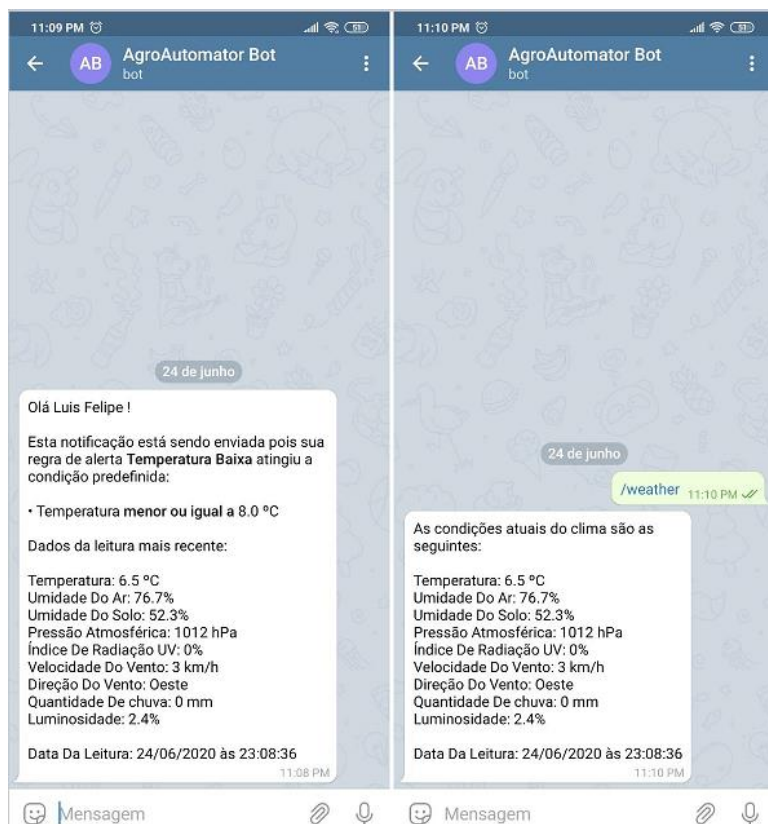 11:09 PM
51
AB
AgroAutomator Bot
bot
24 de junho
Olá Luis Felipe !
Esta notificação está sendo enviada pois sua
regra de alerta Temperatura Baixa atingiu a
condição predefinida:
• Temperatura menor ou igual a 8.0 ºC
Dados da leitura mais recente:
Temperatura: 6.5 ºC
Umidade Do Ar: 76.7%
Umidade Do Solo: 52.3%
Pressão Atmosférica: 1012 hPa
Índice De Radiação UV: 0%
Velocidade Do Vento: 3 km/h
Direção Do Vento: Oeste
Quantidade De chuva: 0 mm
Luminosidade: 2.4%
Data Da Leitura: 24/06/2020 às 23:08:36
11:08 PM
Mensagem
11:10 PM
51
AB
AgroAutomator Bot
bot
24 de junho
/weather 11:10 PM
As condições atuais do clima são as
seguintes:
Temperatura: 6.5 ºC
Umidade Do Ar: 76.7%
Umidade Do Solo: 52.3%
Pressão Atmosférica: 1012 hPa
Índice De Radiação UV: 0%
Velocidade Do Vento: 3 km/h
Direção Do Vento: Oeste
Quantidade De chuva: 0 mm
Luminosidade: 2.4%
Data Da Leitura: 24/06/2020 às 23:08:36
11:10 PM
Mensagem